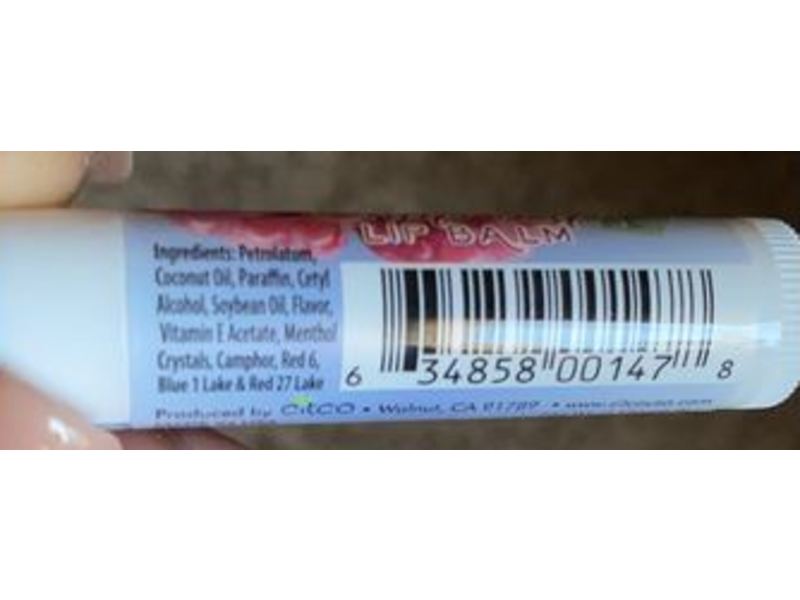 LIP BALM
Ingredients: Petrolatum,
Coconut Oil, Paraffin, Cetyl
Alcohol, Soybean Oil, Flavor,
Vitamin E Acetate, Menthol
Crystals, Camphor, Red 6,
Blue 1 Lake & Red 27 Lake
6 34858 00147 8
Produced by CitCO • Walnut, CA 91789 •